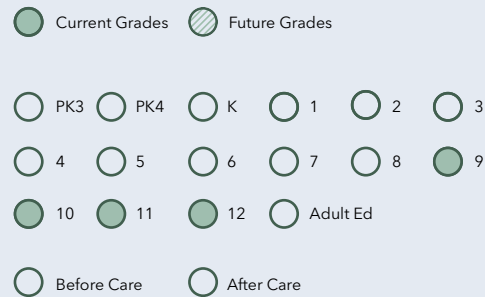 Current Grades Future Grades
PK3 PK4 K 1 2 3
4 5 6 7 8 9
10 11 12 Adult Ed
Before Care After Care